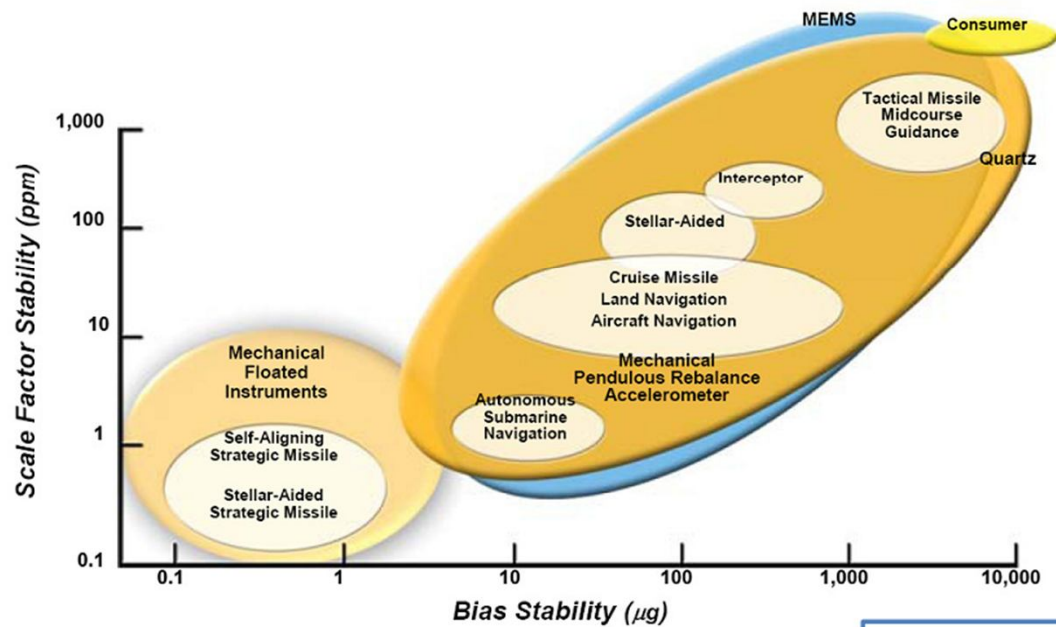 MEMS
Consumer
Tactical Missile
Midcourse
Guidance
Quartz
Interceptor
Stellar-Aided
Cruise Missile
Land Navigation
Aircraft Navigation
Mechanical
Pendulous Rebalance
Accelerometer
Autonomous
Submarine
Navigation
Mechanical
Floated
Instruments
Self-Aligning
Strategic Missile
Stellar-Aided
Strategic Missile
Scale Factor Stability (ppm)
1,000
100
10
1
0.1
0.1
1
10
100
1,000
10,000
Bias Stability (μg)